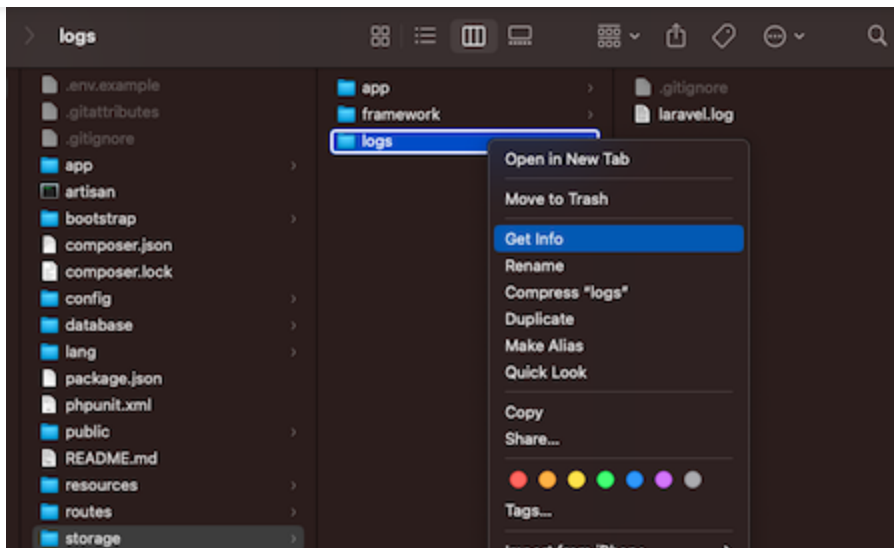 logs
.env.example
.gitattributes
.gitignore
app
artisan
bootstrap
composer.json
composer.lock
config
database
lang
package.json
phpunit.xml
public
README.md
resources
routes
storage
app
framework
logs
.gitignore
laravel.log
Open in New Tab
Move to Trash
Get Info
Rename
Compress "logs"
Duplicate
Make Alias
Quick Look
Copy
Share...
Tags...